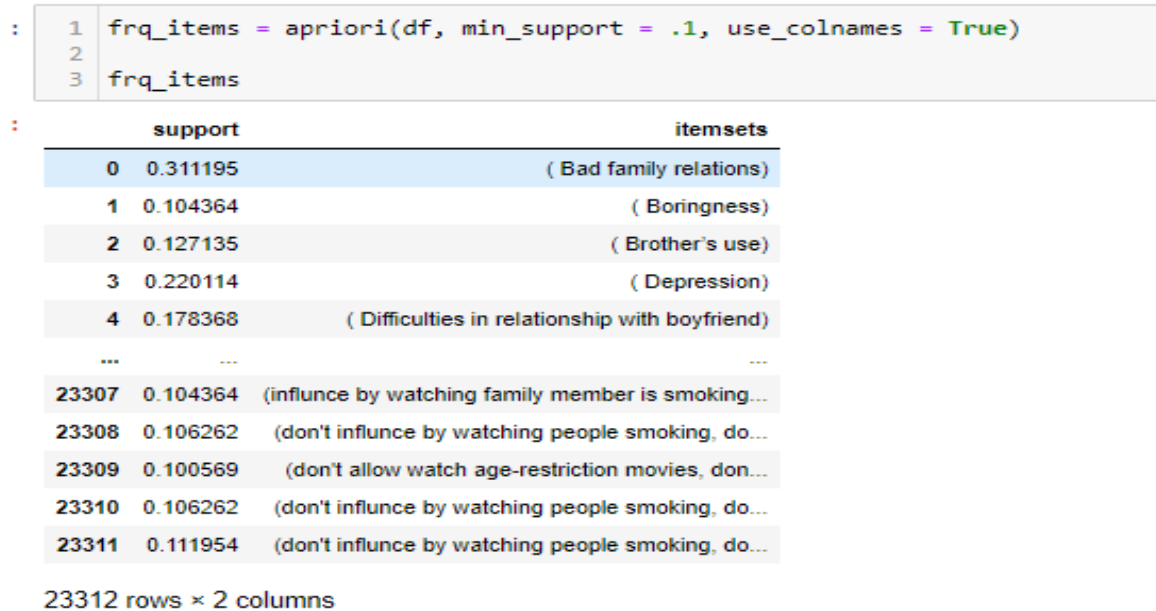 : 1 frq_items = apriori(df, min_support = .1, use_colnames = True)
2
3 frq_items
:
support itemsets
0 0.311195 ( Bad family relations)
1 0.104364 ( Boringness)
2 0.127135 ( Brother's use)
3 0.220114 ( Depression)
4 0.178368 ( Difficulties in relationship with boyfriend)
... ... ...
23307 0.104364 (influnce by watching family member is smoking...
23308 0.106262 (don't influnce by watching people smoking, do...
23309 0.100569 (don't allow watch age-restriction movies, don...
23310 0.106262 (don't influnce by watching people smoking, do...
23311 0.111954 (don't influnce by watching people smoking, do...
23312 rows × 2 columns